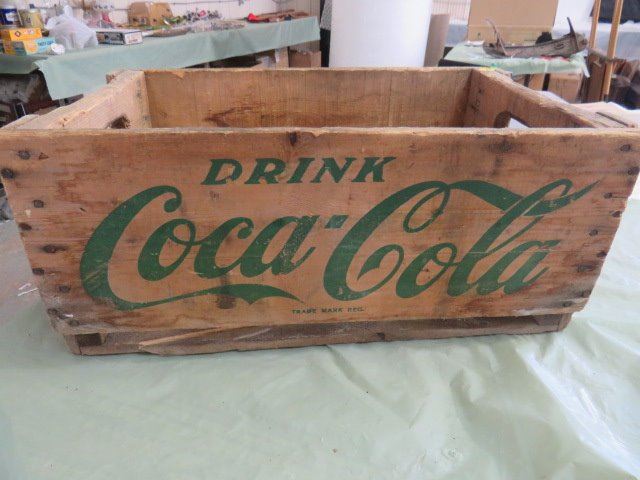 DRINK
Coca-Cola
TRADE MARK REG.